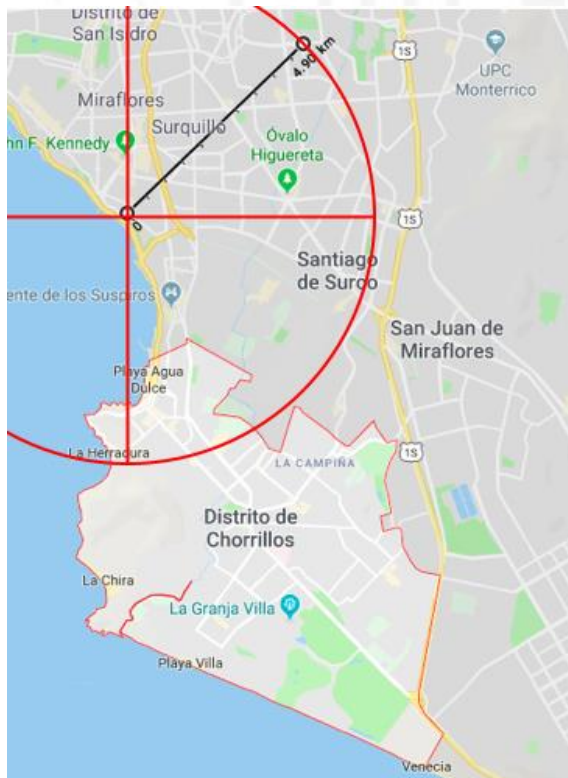 Distrito de
San Isidro
1S
4.90 km
UPC
Monterrico
Miraflores
Surquillo
Óvalo
Higuereta
hn F. Kennedy
0
1S
Santiago
de Surco
ente de los Suspiros
San Juan de
Miraflores
Playa Agua
Dulce
La Herradura
LA CAMPIÑA
1S
Distrito de
Chorrillos
La Chira
La Granja Villa
Playa Villa
Venecia